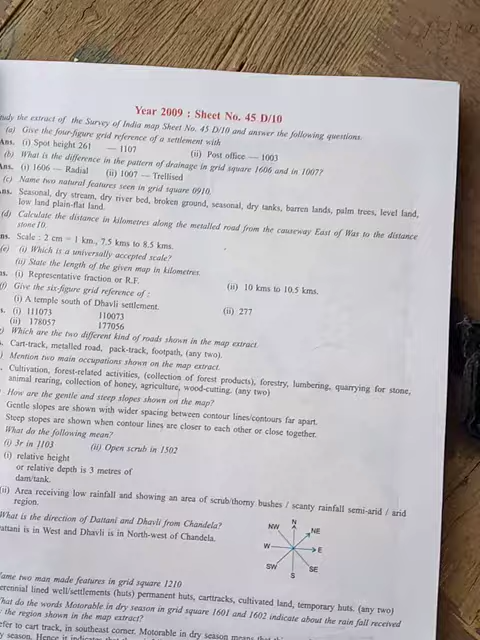 Year 2009 : Sheet No. 45 D/10
udy the extract of the Survey of India map Sheet No. 45 D/10 and answer the following questions.
(a) Give the four-figure grid reference of a settlement with
Ans. (i) Spot height 261 — 1107 (ii) Post office — 1003
(b) What is the difference in the pattern of drainage in grid square 1606 and in 1007?
Ans. (i) 1606 — Radial (ii) 1007 — Trellised
(c) Name two natural features seen in grid square 0910.
ns. Seasonal, dry stream, dry river bed, broken ground, seasonal, dry tanks, barren lands, palm trees, level land,
low land plain-flat land.
(d) Calculate the distance in kilometres along the metalled road from the causeway East of Was to the distance
stone10.
ns. Scale : 2 cm = 1 km., 7.5 kms to 8.5 kms.
(e) (i) Which is a universally accepted scale?
(ii) State the length of the given map in kilometres.
ns. (i) Representative fraction or R.F. (ii) 10 kms to 10.5 kms.
f) Give the six-figure grid reference of :
(i) A temple south of Dhavli settlement. (ii) 277
s. (i) 111073 110073
(ii) 178057 177056
) Which are the two different kind of roads shown in the map extract
. Cart-track, metalled road, pack-track, footpath, (any two).
) Mention two main occupations shown on the map extract.
. Cultivation, forest-related activities, (collection of forest products), forestry, lumbering, quarrying for stone,
animal rearing, collection of honey, agriculture, wood-cutting. (any two)
How are the gentle and steep slopes shown on the map?
Gentle slopes are shown with wider spacing between contour lines/contours far apart.
Steep slopes are shown when contour lines are closer to each other or close together.
What do the following mean?
(i) 3r in 1103 (ii) Open scrub in 1502
(i) relative height
or relative depth is 3 metres of
dam/tank.
(ii) Area receiving low rainfall and showing an area of scrub/thorny bushes / scanty rainfall semi-arid / arid
region.
What is the direction of Dattani and Dhavli from Chandela?
attani is in West and Dhavli is in North-west of Chandela.
N
NW NE
W E
SW SE
S
ame two man made features in grid square 1210
erennial lined well/settlements (huts) permanent huts, cartracks, cultivated land, temporary huts. (any two)
hat do the words Motorable in dry season in grid square 1601 and 1602 indicate about the rain fall received
the region shown in the map extract?
efer to cart track, in southeast corner. Motorable in dry season means that
y season. Hence it indicates